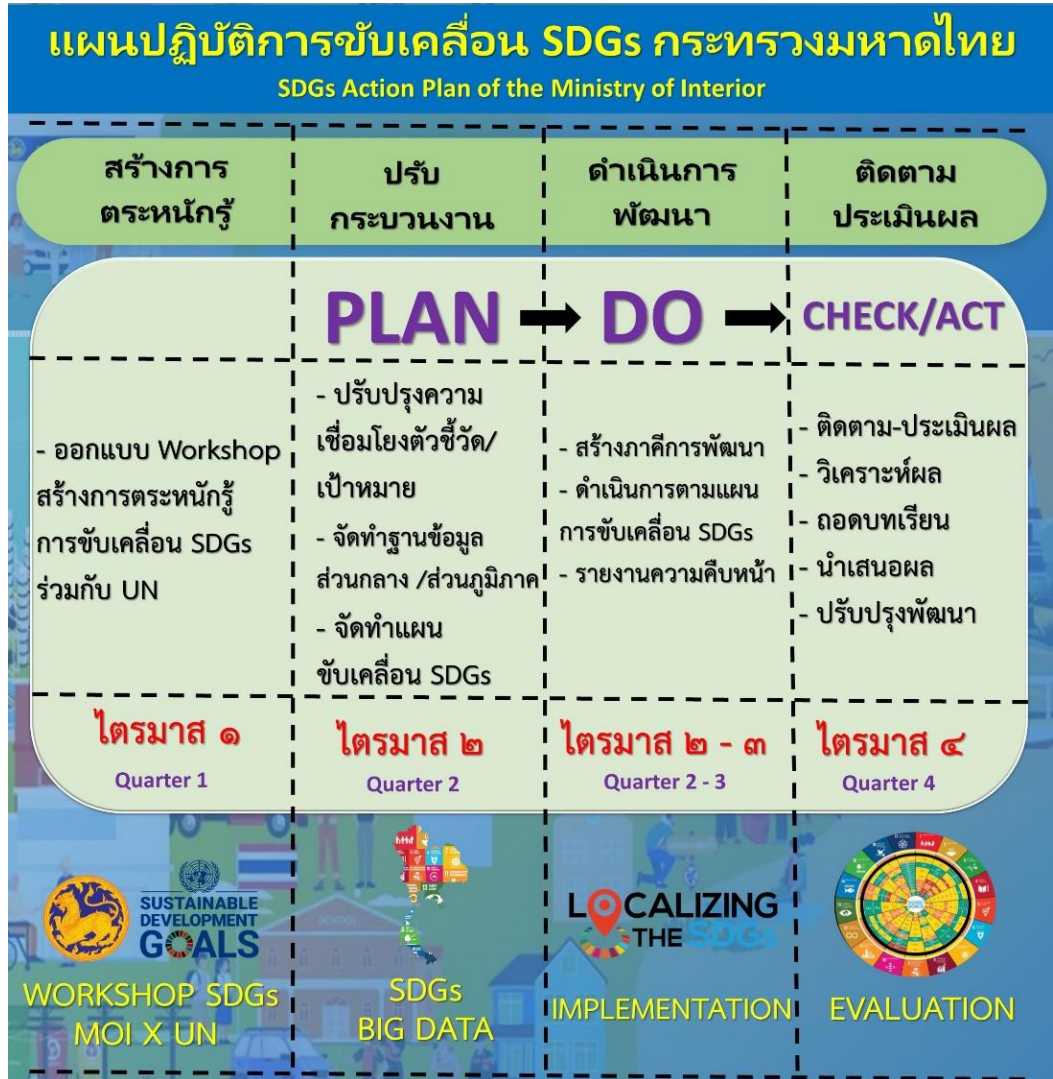 แผนปฏิบัติการขับเคลื่อน SDGs กระทรวงมหาดไทย
SDGs Action Plan of the Ministry of Interior
สร้างการ
ตระหนักรู้
ปรับ
กระบวนงาน
ดำเนินการ
พัฒนา
ติดตาม
ประเมินผล
PLAN
DO
CHECK/ACT
- ออกแบบ Workshop
สร้างการตระหนักรู้
การขับเคลื่อน SDGs
ร่วมกับ UN
- ปรับปรุงความ
เชื่อมโยงตัวชี้วัด/
เป้าหมาย
- จัดทำฐานข้อมูล
ส่วนกลาง /ส่วนภูมิภาค
- จัดทำแผน
ขับเคลื่อน SDGs
- สร้างภาคีการพัฒนา
- ดำเนินการตามแผน
การขับเคลื่อน SDGs
- รายงานความคืบหน้า
- ติดตาม-ประเมินผล
- วิเคราะห์ผล
- ถอดบทเรียน
- นำเสนอผล
- ปรับปรุงพัฒนา
ไตรมาส ๑
Quarter 1
ไตรมาส ๒
Quarter 2
ไตรมาส ๒ - ๓
Quarter 2 - 3
ไตรมาส ๔
Quarter 4
SUSTAINABLE
DEVELOPMENT
GOALS
WORKSHOP SDGs
MOI X UN
SDGs
BIG DATA
LOCALIZING
THE SDGs
IMPLEMENTATION
EVALUATION
SCHOOL